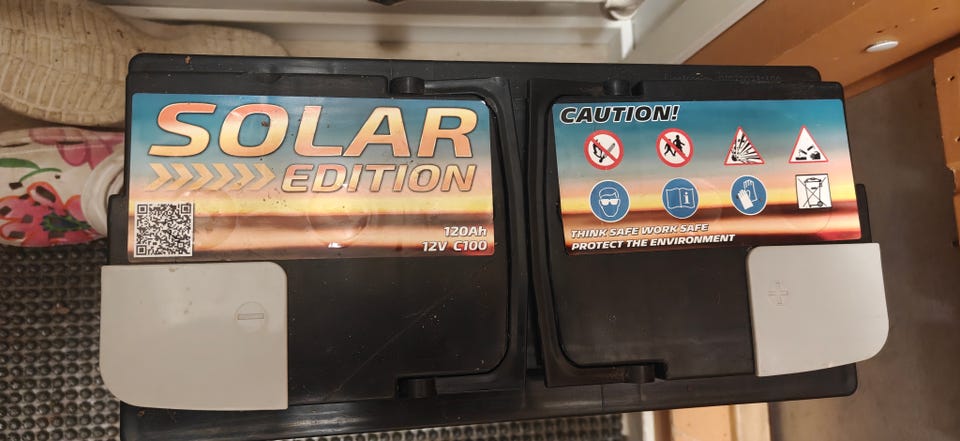 SOLAR
EDITION
120Ah
12V C100
CAUTION!
THINK SAFE WORK SAFE
PROTECT THE ENVIRONMENT